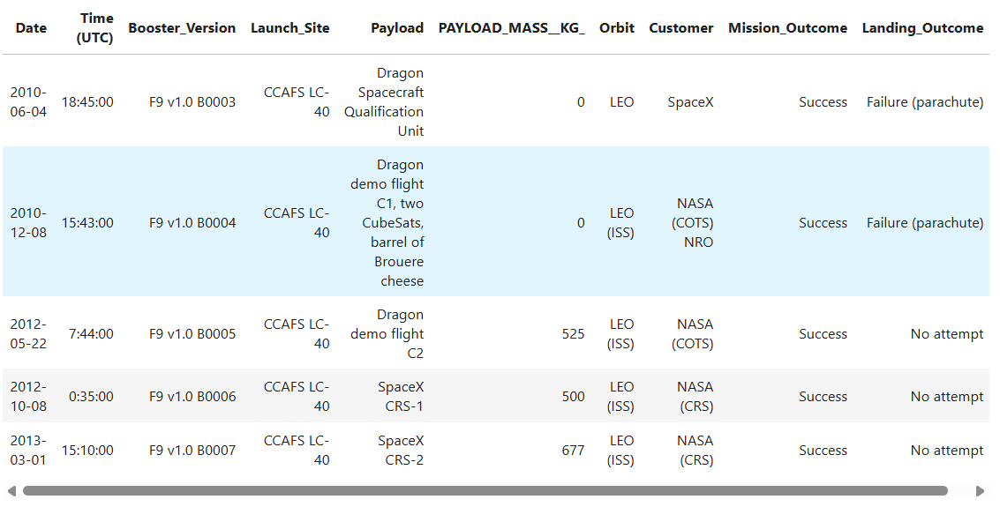 Date Time (UTC) Booster_Version Launch_Site Payload PAYLOAD_MASS__KG_ Orbit Customer Mission_Outcome Landing_Outcome
2010-06-04 18:45:00 F9 v1.0 B0003 CCAFS LC-40 Dragon Spacecraft Qualification Unit 0 LEO SpaceX Success Failure (parachute)
2010-12-08 15:43:00 F9 v1.0 B0004 CCAFS LC-40 Dragon demo flight C1, two CubeSats, barrel of Brouere cheese 0 LEO (ISS) NASA (COTS) NRO Success Failure (parachute)
2012-05-22 7:44:00 F9 v1.0 B0005 CCAFS LC-40 Dragon demo flight C2 525 LEO (ISS) NASA (COTS) Success No attempt
2012-10-08 0:35:00 F9 v1.0 B0006 CCAFS LC-40 SpaceX CRS-1 500 LEO (ISS) NASA (CRS) Success No attempt
2013-03-01 15:10:00 F9 v1.0 B0007 CCAFS LC-40 SpaceX CRS-2 677 LEO (ISS) NASA (CRS) Success No attempt